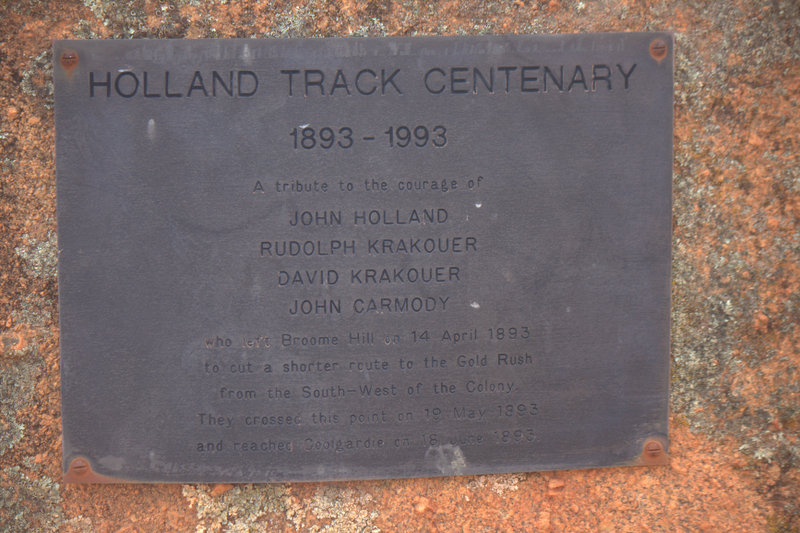 HOLLAND TRACK CENTENARY
1893 - 1993
A tribute to the courage of
JOHN HOLLAND
RUDOLPH KRAKOUER
DAVID KRAKOUER
JOHN CARMODY
who left Broome Hill on 14 April 1893
to cut a shorter route to the Gold Rush
from the South-West of the Colony.
They crossed this point on 19 May 1893
and reached Coolgardie on 18 June 1893.